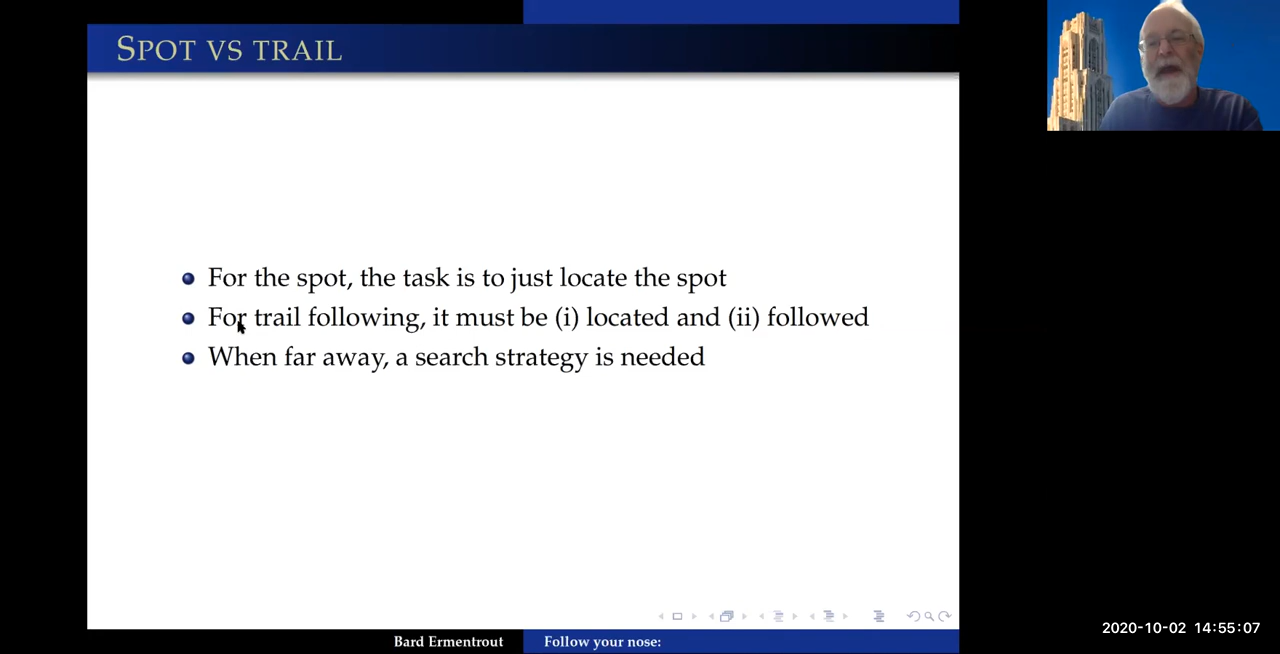 SPOT VS TRAIL
For the spot, the task is to just locate the spot
For trail following, it must be (i) located and (ii) followed
When far away, a search strategy is needed
Bard Ermentrout
Follow your nose:
2020-10-02 14:55:07